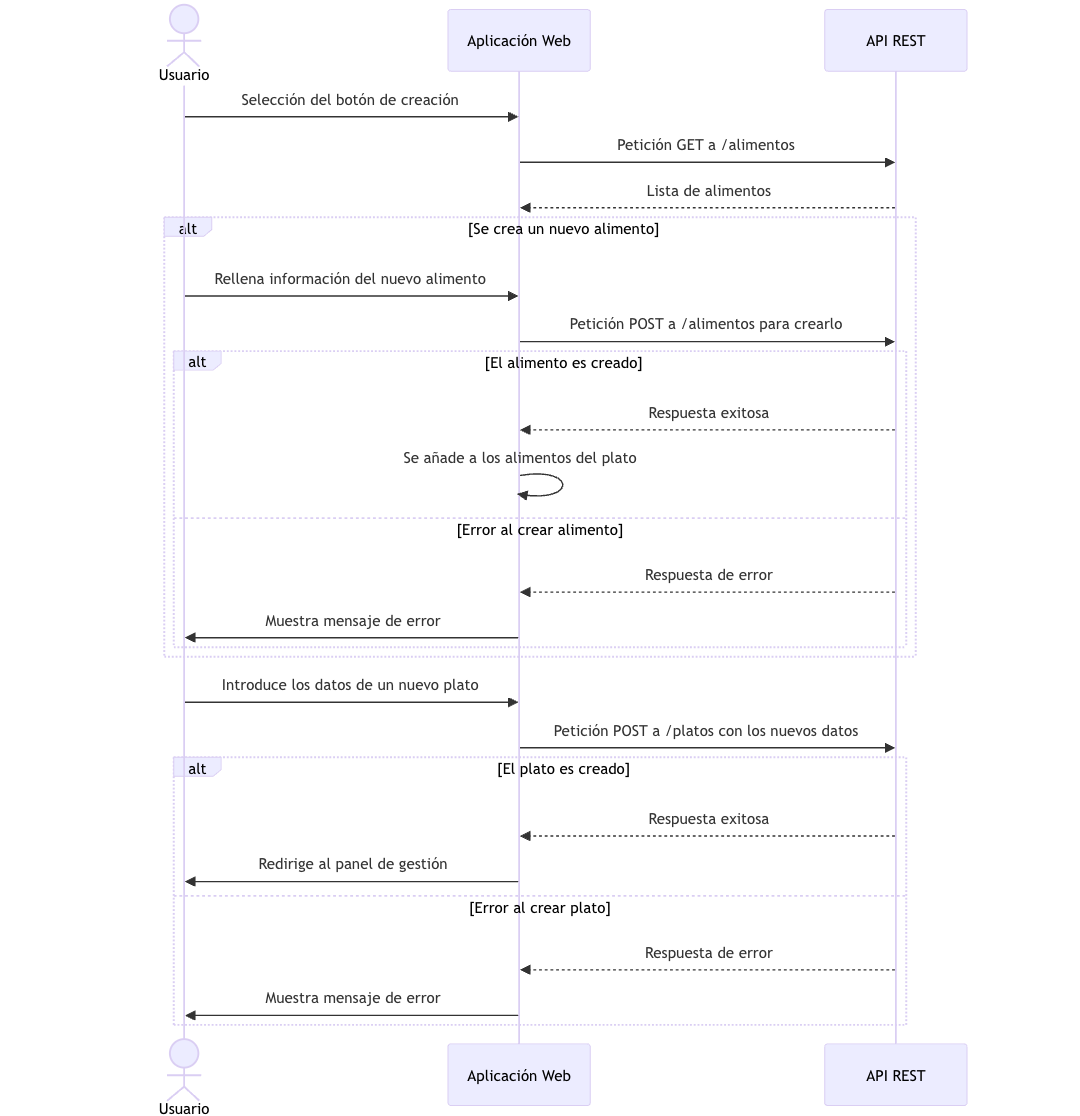 Usuario
Aplicación Web
API REST
Selección del botón de creación
Petición GET a /alimentos
Lista de alimentos
alt
[Se crea un nuevo alimento]
Rellena información del nuevo alimento
Petición POST a /alimentos para crearlo
alt
[El alimento es creado]
Respuesta exitosa
Se añade a los alimentos del plato
[Error al crear alimento]
Respuesta de error
Muestra mensaje de error
Introduce los datos de un nuevo plato
Petición POST a /platos con los nuevos datos
alt
[El plato es creado]
Respuesta exitosa
Redirige al panel de gestión
[Error al crear plato]
Respuesta de error
Muestra mensaje de error
Usuario
Aplicación Web
API REST